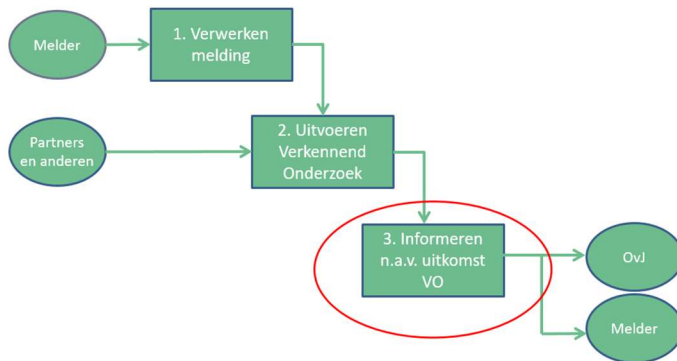 Melder
1. Verwerken
melding
Partners
en anderen
2. Uitvoeren
Verkennend
Onderzoek
3. Informeren
n.a.v. uitkomst
VO
OvJ
Melder